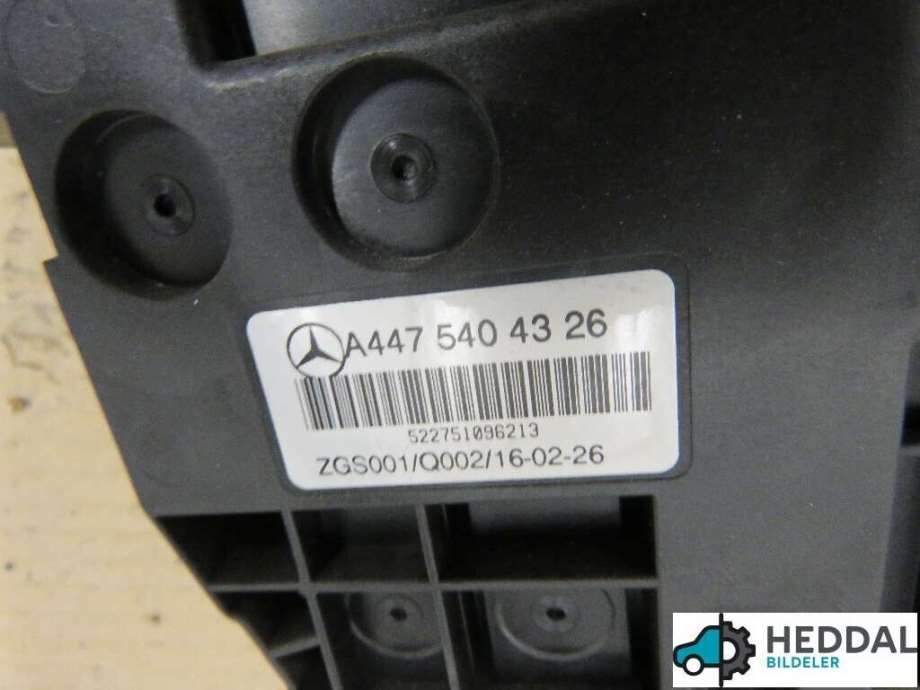 A447 540 43 26
522751096213
ZGS001/Q002/16-02-26
HEDDAL
BILDELER